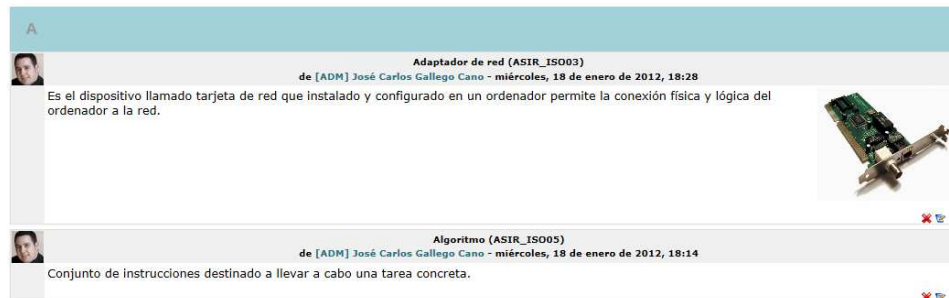 A
Adaptador de red (ASIR_ISO03)
de [ADM] José Carlos Gallego Cano - miércoles, 18 de enero de 2012, 18:28
Es el dispositivo llamado tarjeta de red que instalado y configurado en un ordenador permite la conexión física y lógica del
ordenador a la red.
Algoritmo (ASIR_ISO05)
de [ADM] José Carlos Gallego Cano - miércoles, 18 de enero de 2012, 18:14
Conjunto de instrucciones destinado a llevar a cabo una tarea concreta.